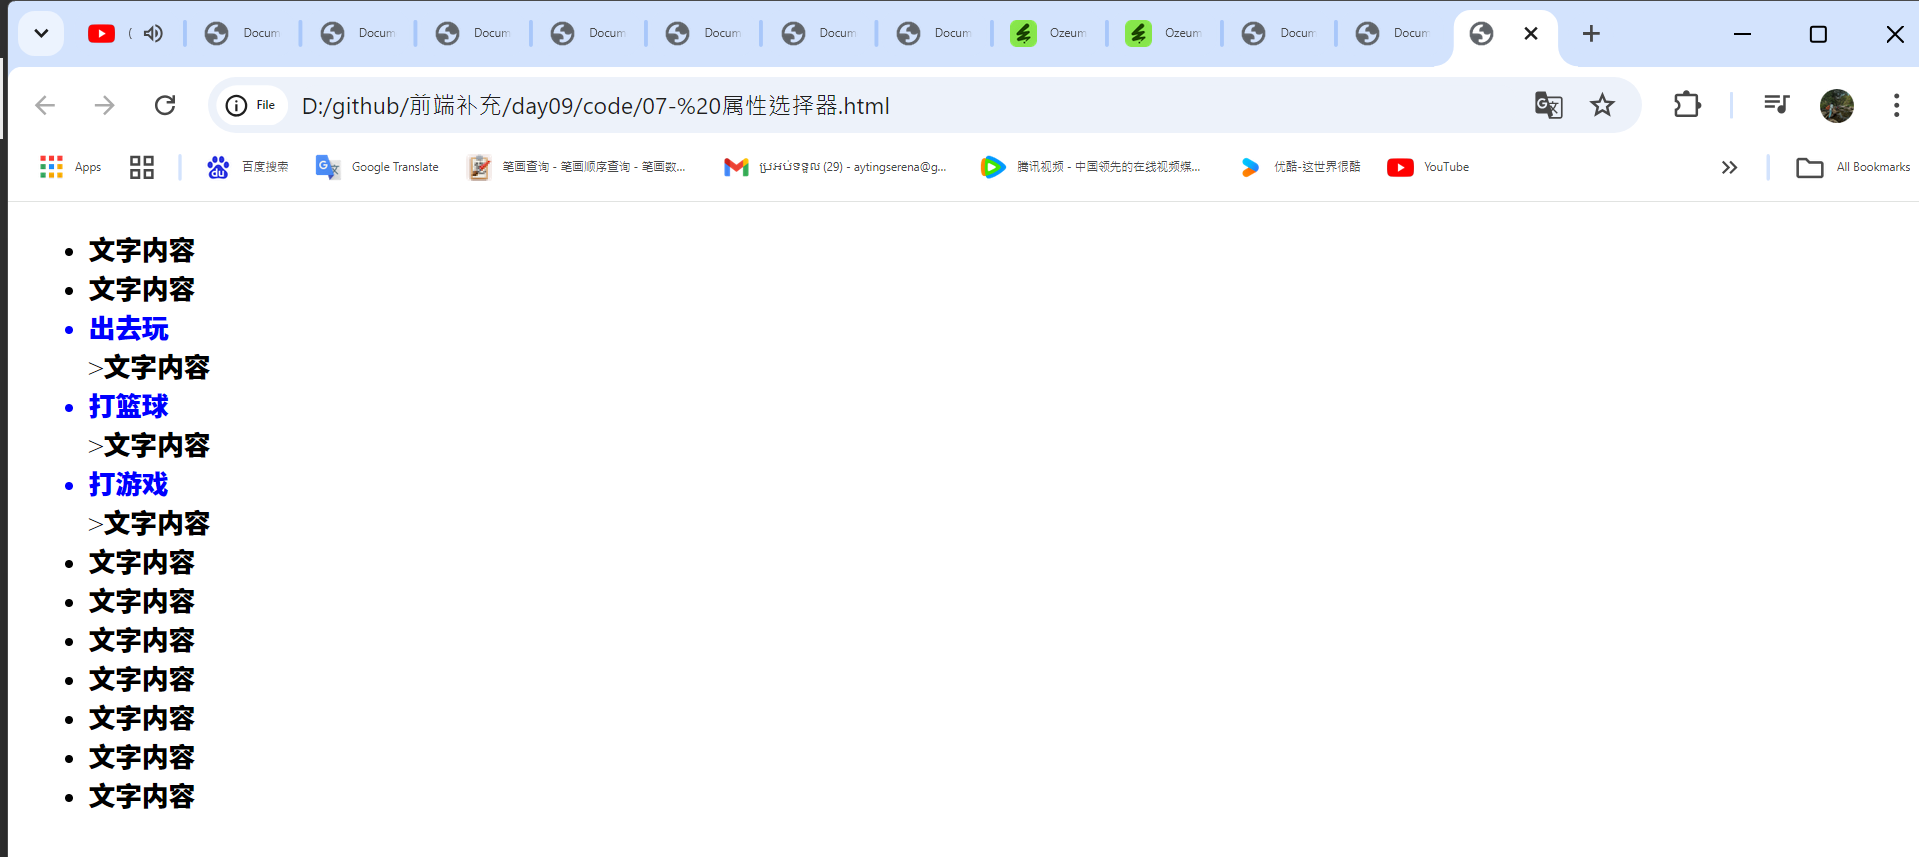 Docum Docum Docum Docum Docum Docum Docum Ozeum Ozeum Docum Docum
File D:/github/前端补充/day09/code/07-%20属性选择器.html
Apps 百度搜索 Google Translate 笔画查询 - 笔画顺序查询 - 笔画数... ប្រអប់ទទួល (29) - aytingserena@g... 腾讯视频 - 中国领先的在线视频媒... 优酷-这世界很酷 YouTube All Bookmarks
文字内容
文字内容
出去玩
>文字内容
打篮球
>文字内容
打游戏
>文字内容
文字内容
文字内容
文字内容
文字内容
文字内容
文字内容
文字内容